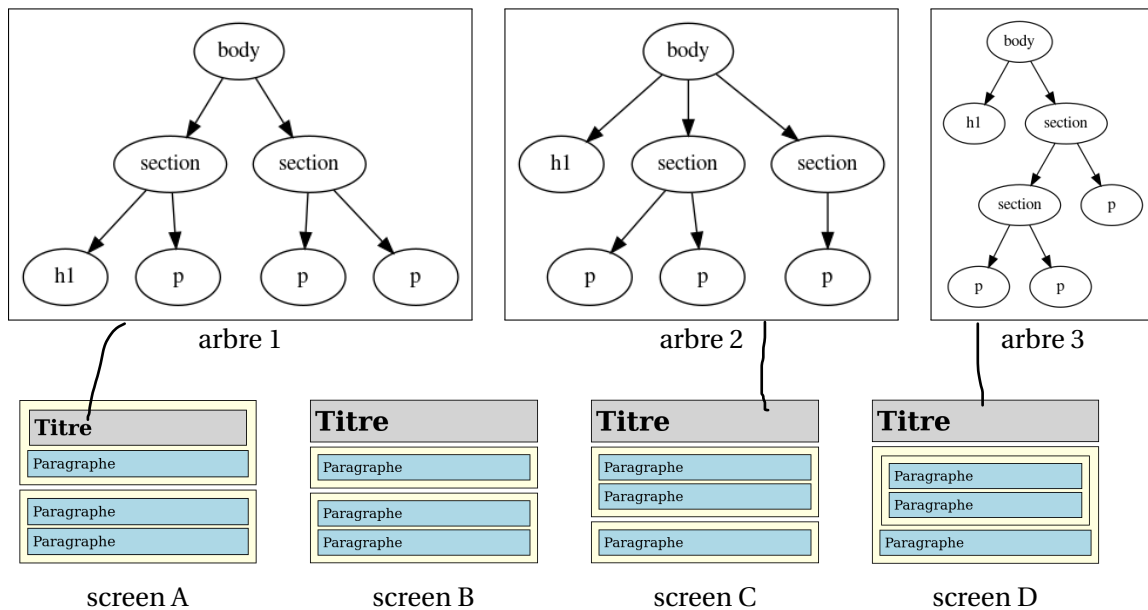 body
section
section
h1
p
p
p
arbre 1
body
h1
section
section
p
p
p
arbre 2
body
h1
section
section
p
p
p
arbre 3
Titre
Paragraphe
Paragraphe
Paragraphe
screen A
Titre
Paragraphe
Paragraphe
Paragraphe
screen B
Titre
Paragraphe
Paragraphe
Paragraphe
screen C
Titre
Paragraphe
Paragraphe
Paragraphe
screen D